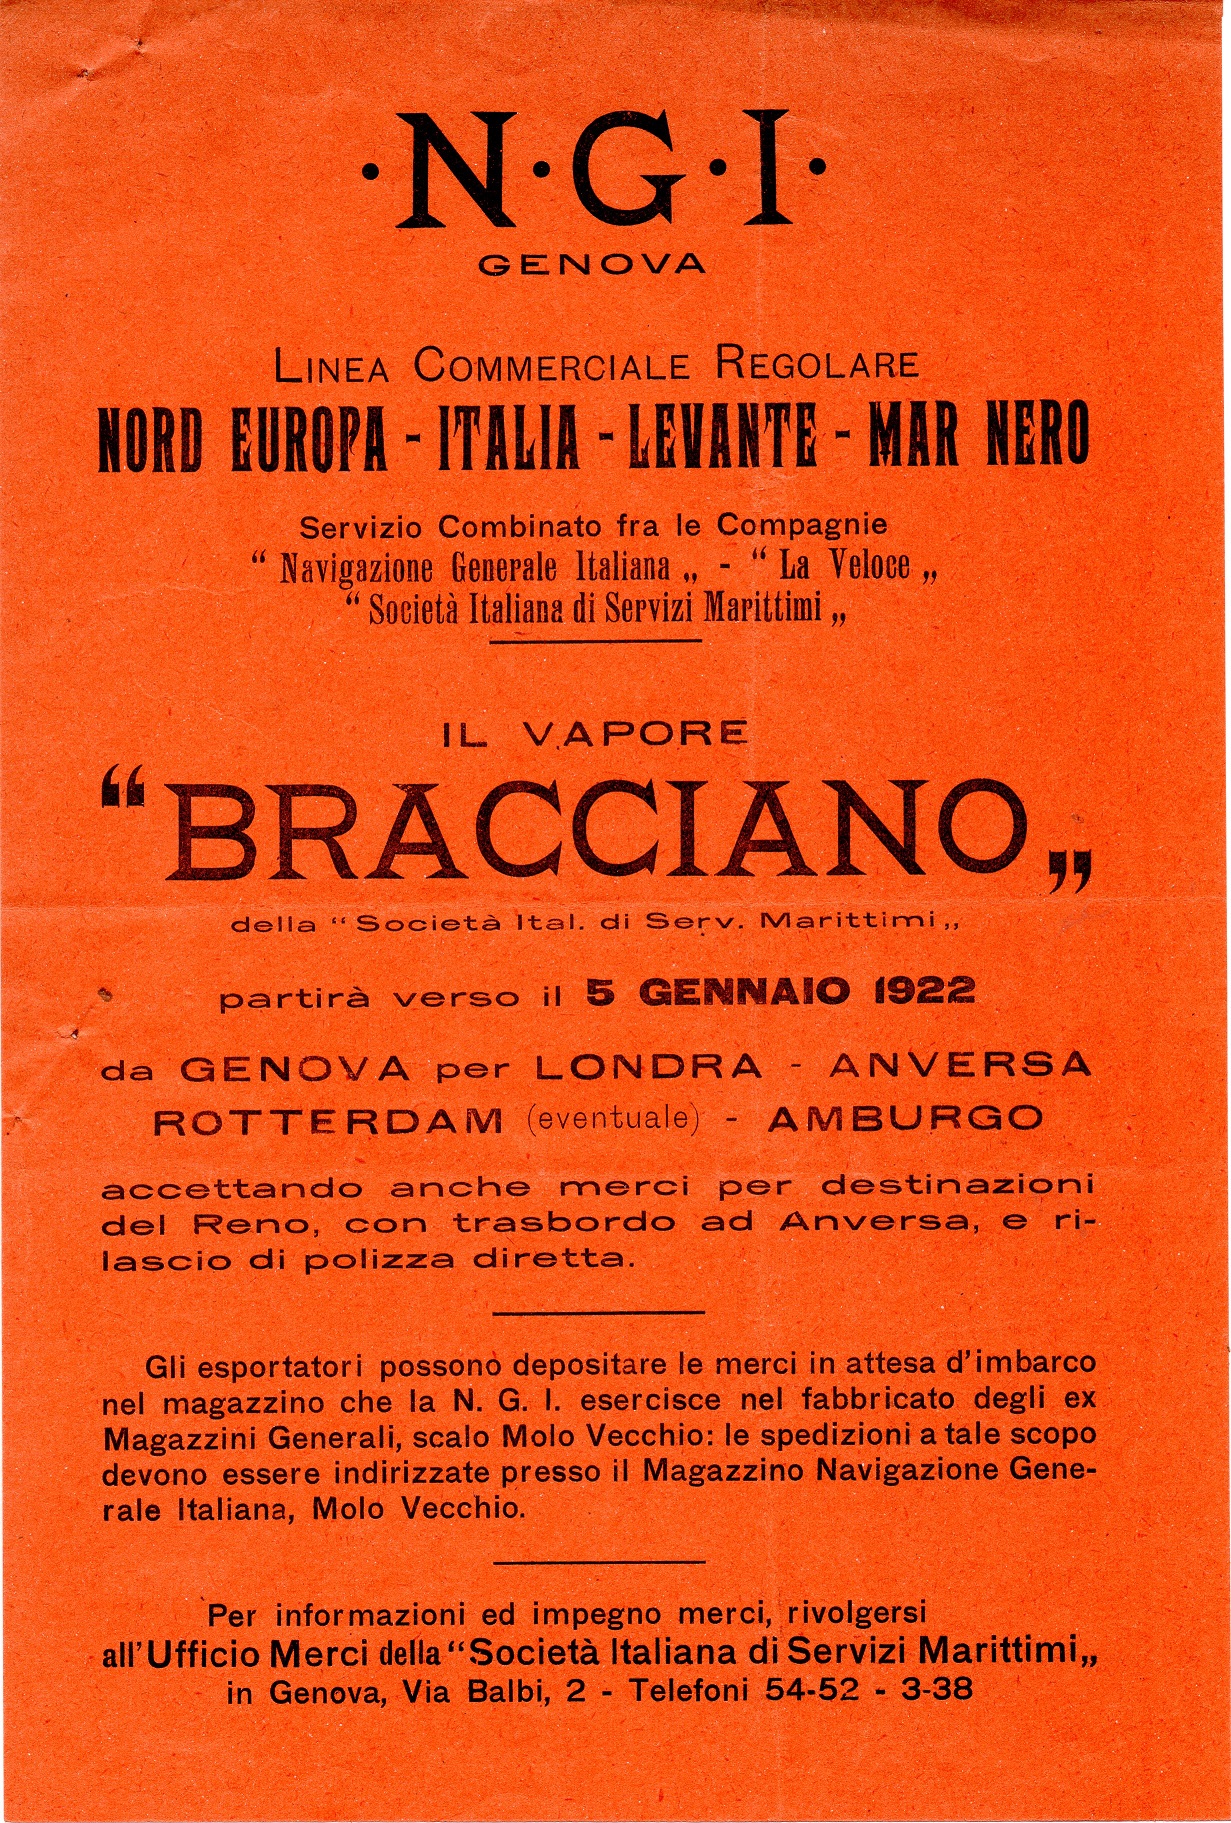 ·N·G·I·
GENOVA
LINEA COMMERCIALE REGOLARE
NORD EUROPA - ITALIA - LEVANTE - MAR NERO
Servizio Combinato fra le Compagnie
“ Navigazione Generale Italiana „ - “ La Veloce „
“ Società Italiana di Servizi Marittimi „
IL VAPORE
“BRACCIANO„
della “ Società Ital. di Serv. Marittimi „
partirà verso il 5 GENNAIO 1922
da GENOVA per LONDRA - ANVERSA
ROTTERDAM (eventuale) - AMBURGO
accettando anche merci per destinazioni
del Reno, con trasbordo ad Anversa, e ri-
lascio di polizza diretta.
Gli esportatori possono depositare le merci in attesa d'imbarco
nel magazzino che la N. G. I. esercisce nel fabbricato degli ex
Magazzini Generali, scalo Molo Vecchio: le spedizioni a tale scopo
devono essere indirizzate presso il Magazzino Navigazione Gene-
rale Italiana, Molo Vecchio.
Per informazioni ed impegno merci, rivolgersi
all'Ufficio Merci della “Società Italiana di Servizi Marittimi„
in Genova, Via Balbi, 2 - Telefoni 54-52 - 3-38